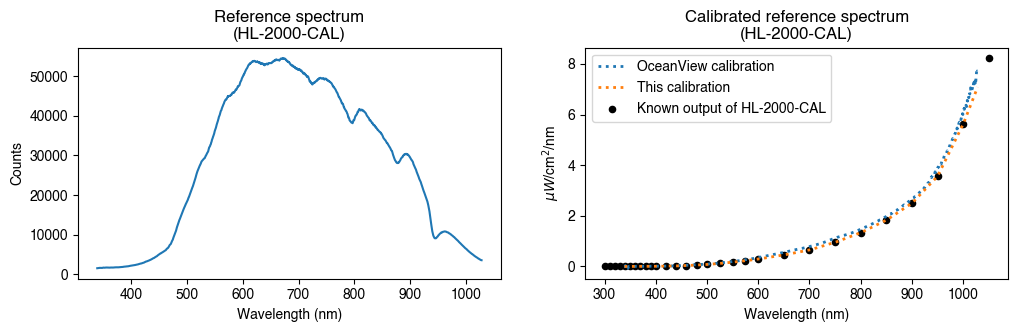 Reference spectrum
(HL-2000-CAL)
Counts
50000
40000
30000
20000
10000
0
400 500 600 700 800 900 1000
Wavelength (nm)
Calibrated reference spectrum
(HL-2000-CAL)
μW/cm²/nm
8
6
4
2
0
OceanView calibration
This calibration
Known output of HL-2000-CAL
300 400 500 600 700 800 900 1000
Wavelength (nm)